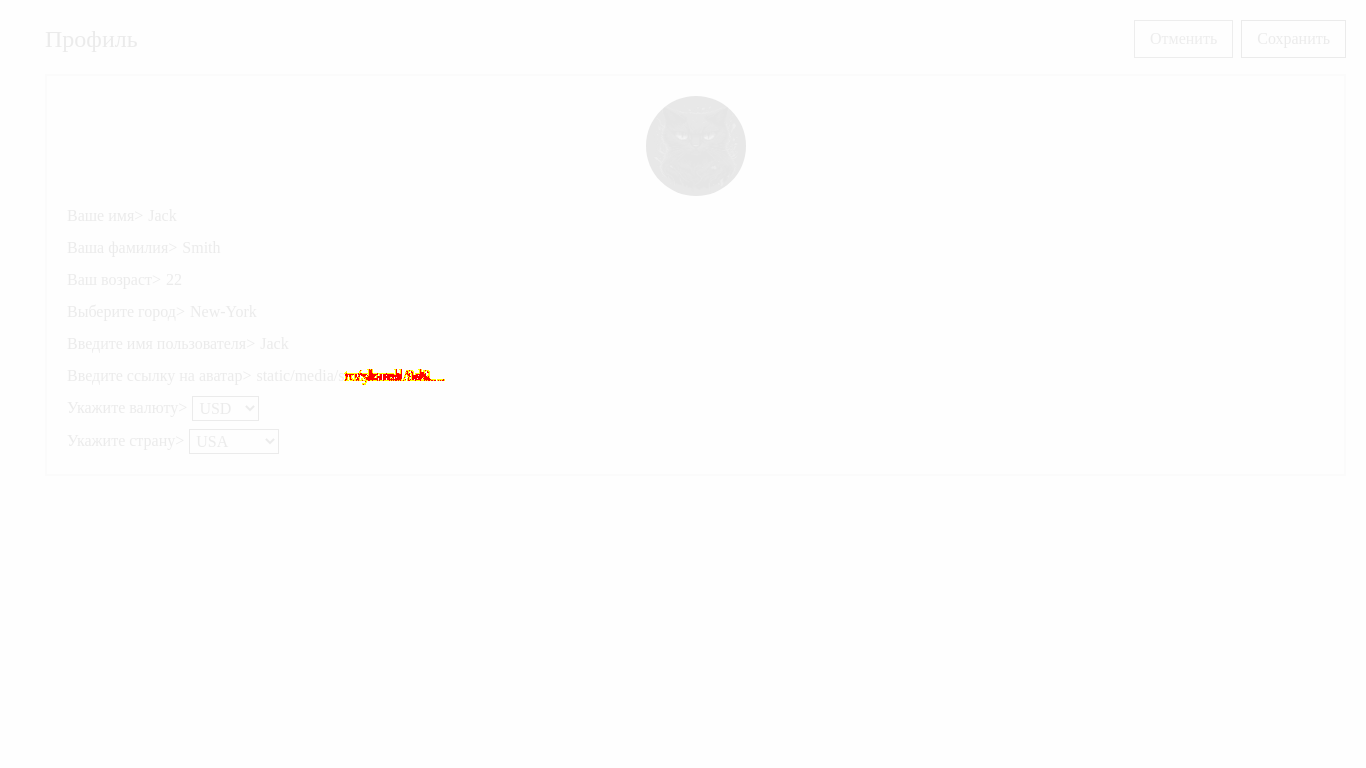 Профиль
Отменить
Сохранить
Ваше имя> Jack
Ваша фамилия> Smith
Ваш возраст> 22
Выберите город> New-York
Введите имя пользователя> Jack
Введите ссылку на аватар> static/media/
Укажите валюту> USD
Укажите страну> USA